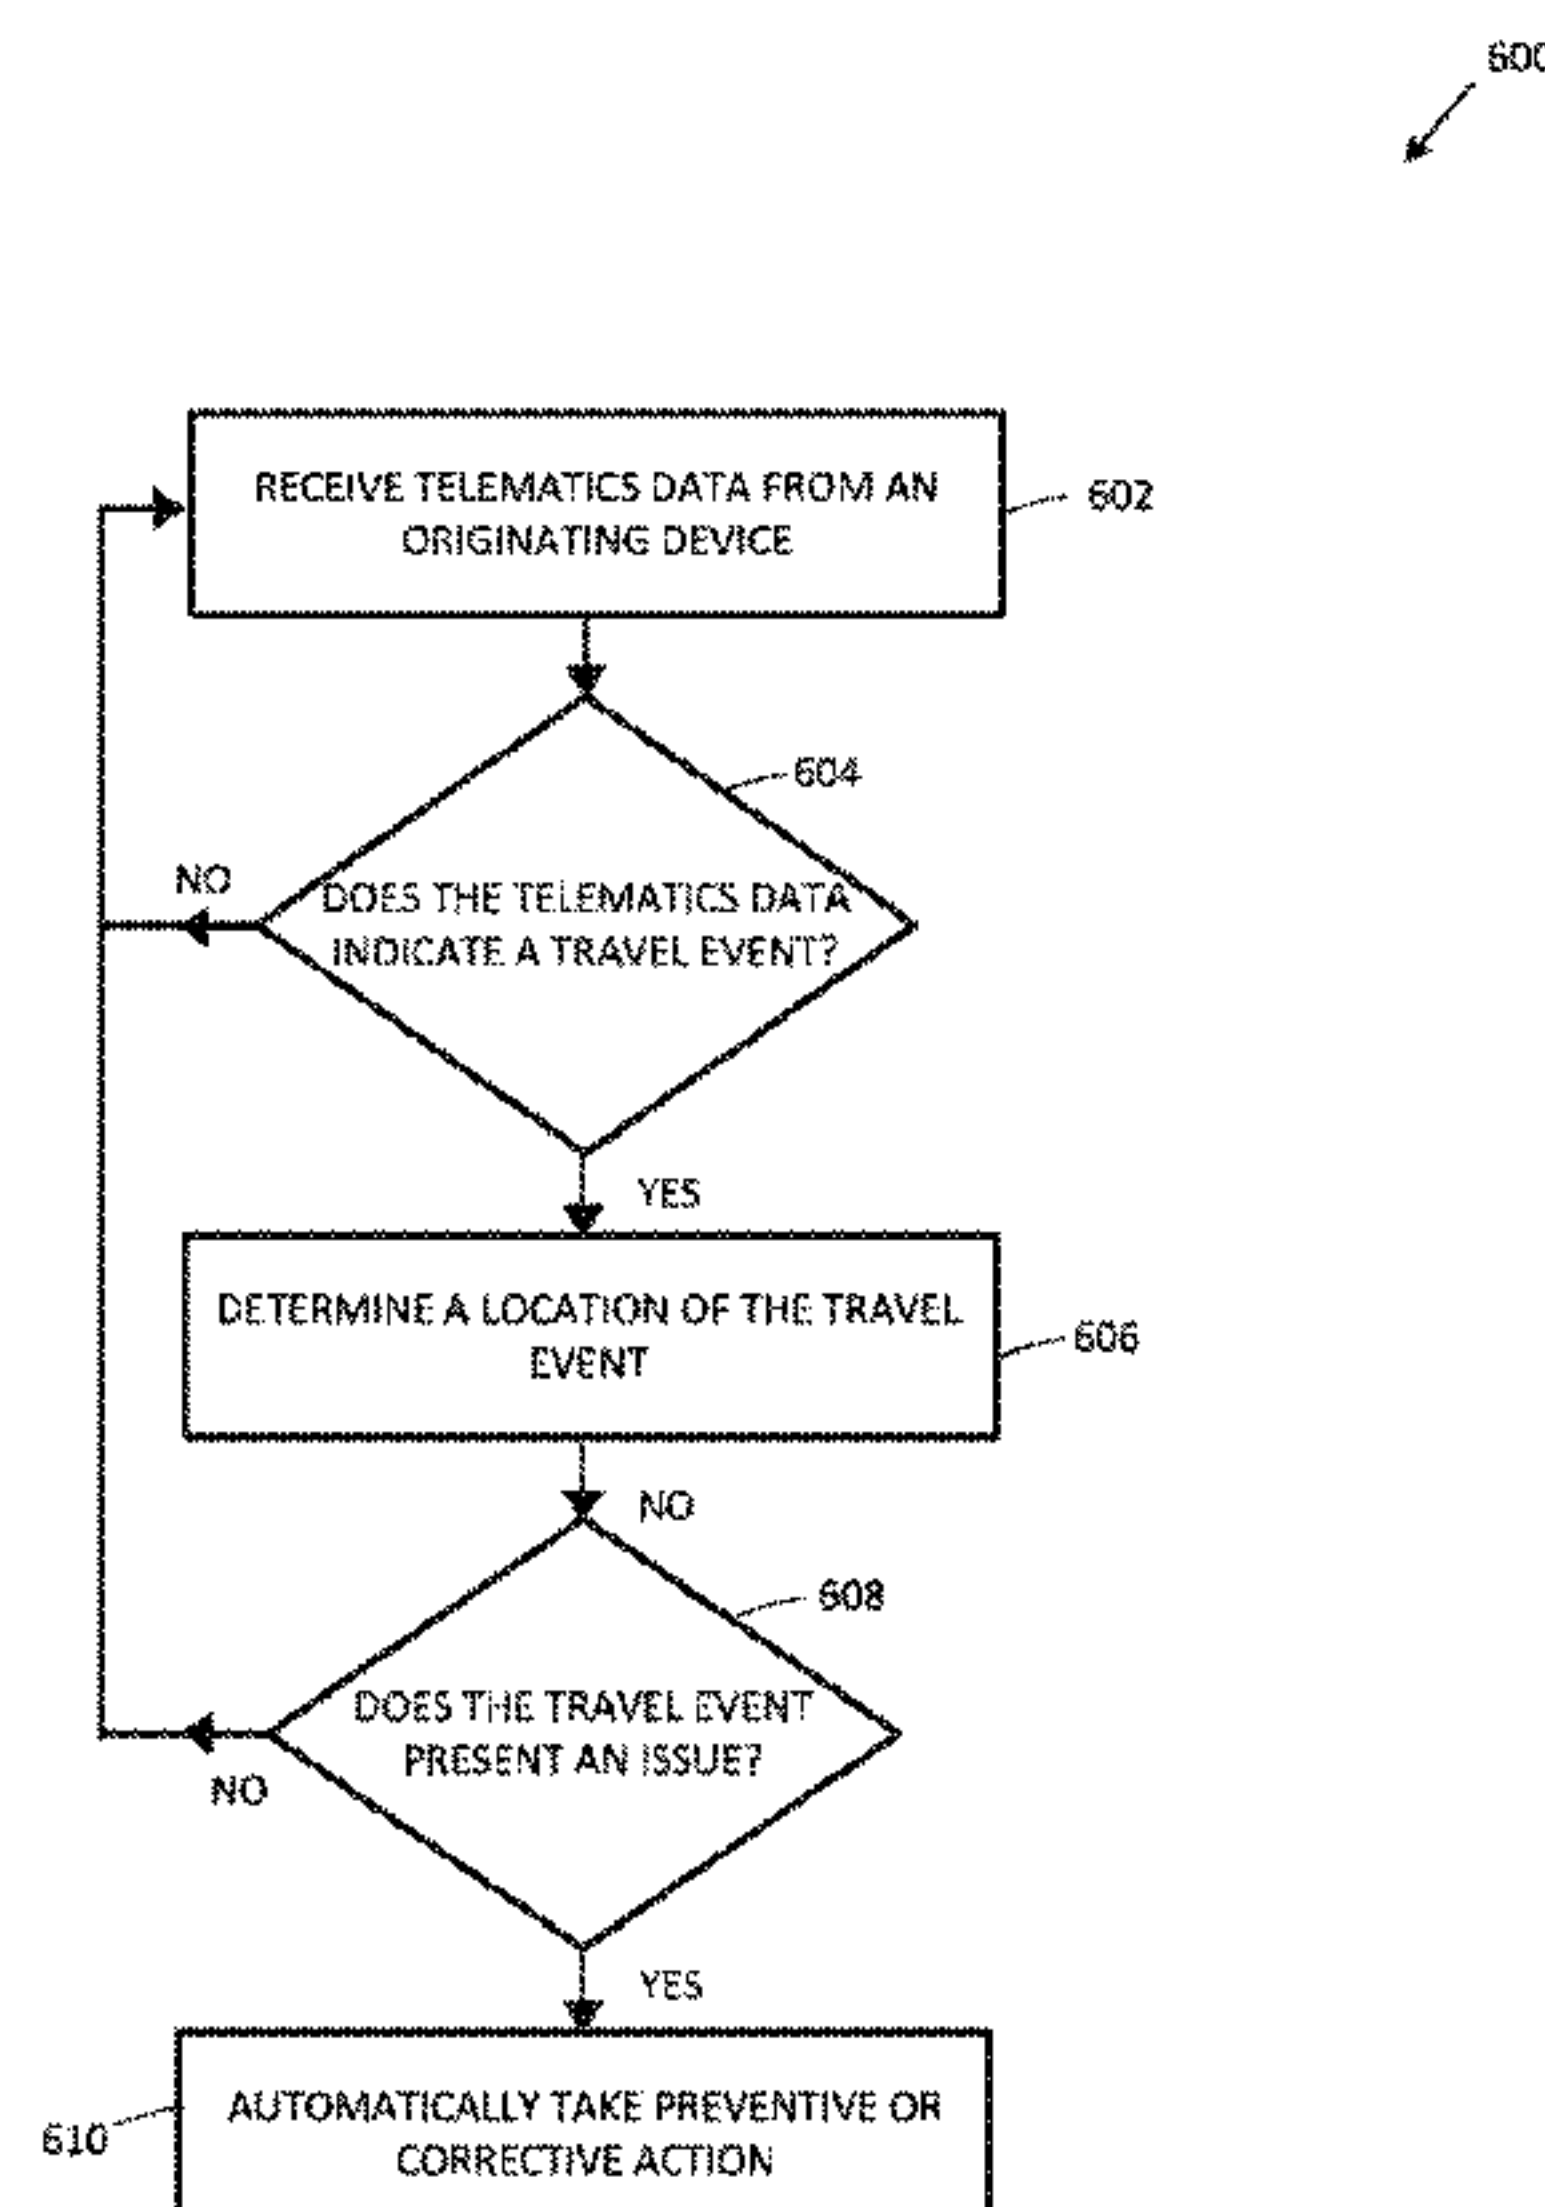 600
RECEIVE TELEMATICS DATA FROM AN
ORIGINATING DEVICE
602
604
NO
DOES THE TELEMATICS DATA
INDICATE A TRAVEL EVENT?
YES
DETERMINE A LOCATION OF THE TRAVEL
EVENT
606
NO
608
DOES THE TRAVEL EVENT
PRESENT AN ISSUE?
NO
YES
AUTOMATICALLY TAKE PREVENTIVE OR
CORRECTIVE ACTION
610